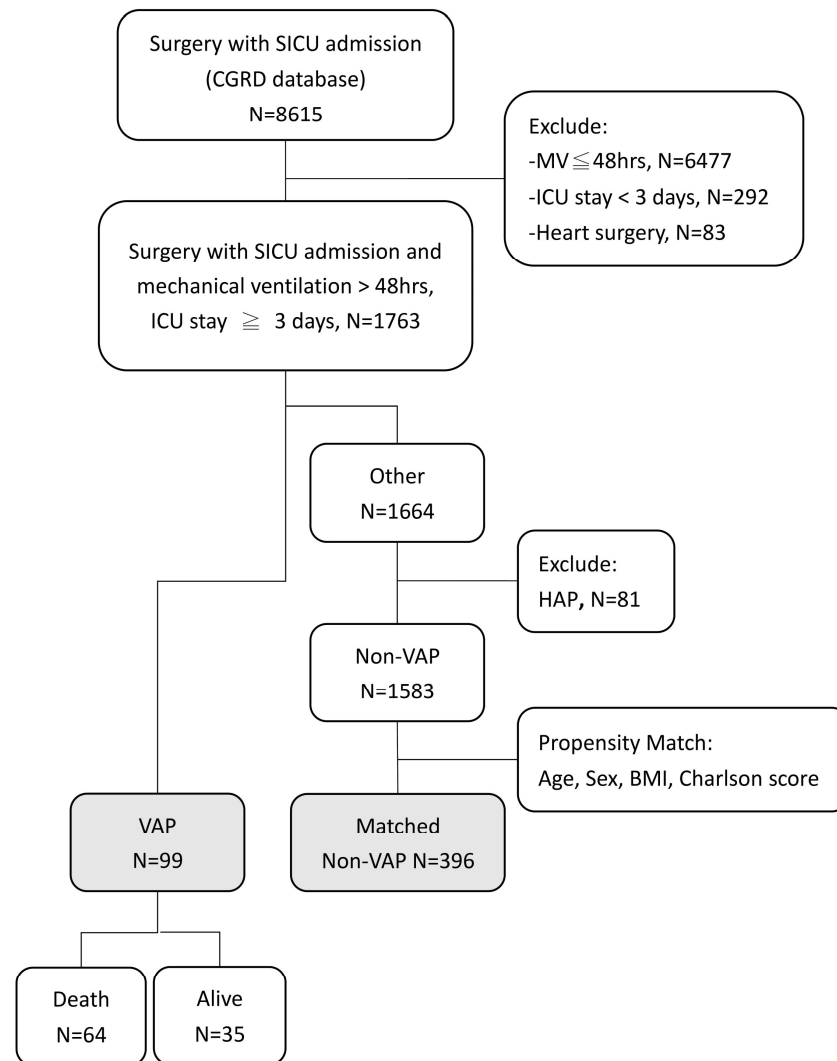 Surgery with SICU admission
(CGRD database)
N=8615
Exclude:
-MV≦48hrs, N=6477
-ICU stay < 3 days, N=292
-Heart surgery, N=83
Surgery with SICU admission and
mechanical ventilation > 48hrs,
ICU stay ≧ 3 days, N=1763
Other
N=1664
Exclude:
HAP, N=81
Non-VAP
N=1583
Propensity Match:
Age, Sex, BMI, Charlson score
VAP
N=99
Matched
Non-VAP N=396
Death
N=64
Alive
N=35